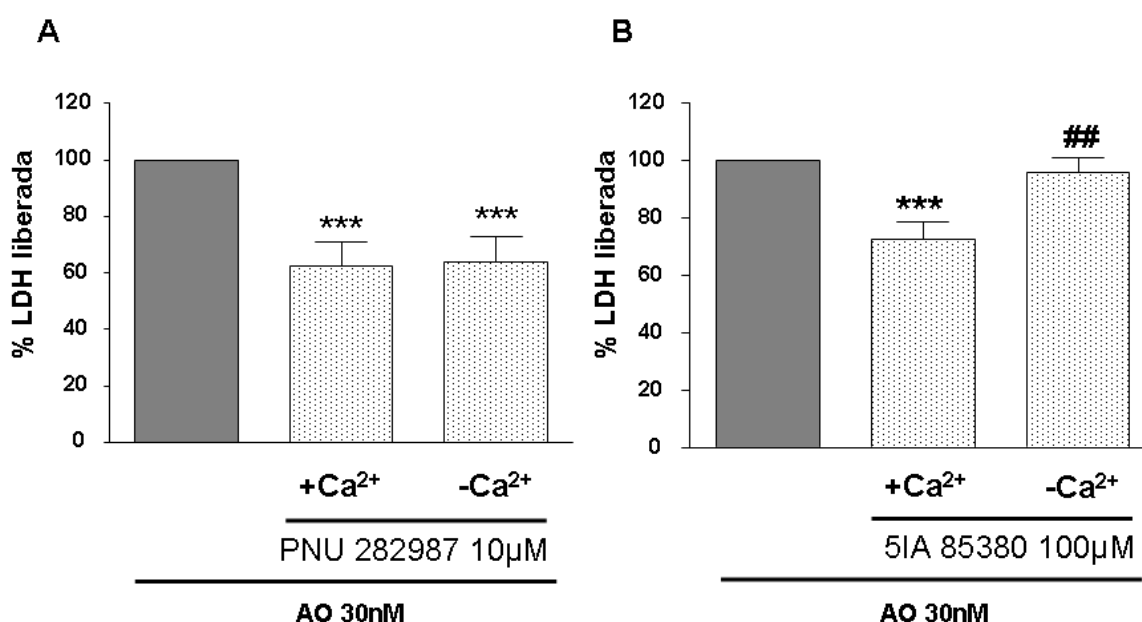 A
% LDH liberada
120
100
80
60
40
20
0
***
***
+Ca²⁺
-Ca²⁺
PNU 282987 10µM
AO 30nM
B
% LDH liberada
120
100
80
60
40
20
0
***
##
+Ca²⁺
-Ca²⁺
5IA 85380 100µM
AO 30nM